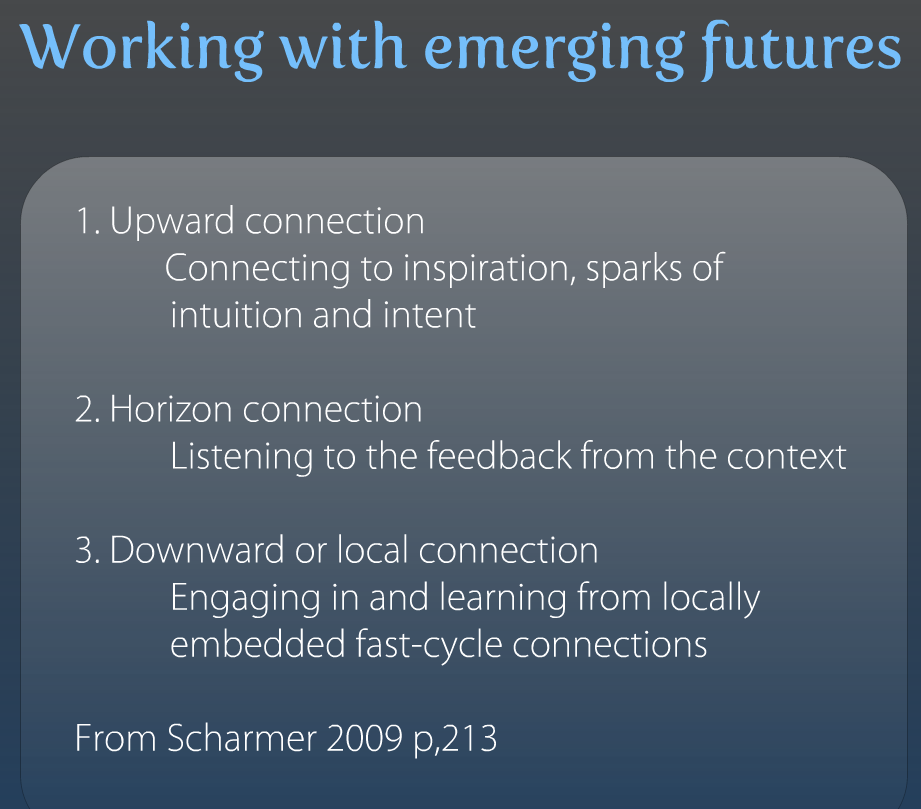 Working with emerging futures
1. Upward connection
Connecting to inspiration, sparks of
intuition and intent
2. Horizon connection
Listening to the feedback from the context
3. Downward or local connection
Engaging in and learning from locally
embedded fast-cycle connections
From Scharmer 2009 p,213